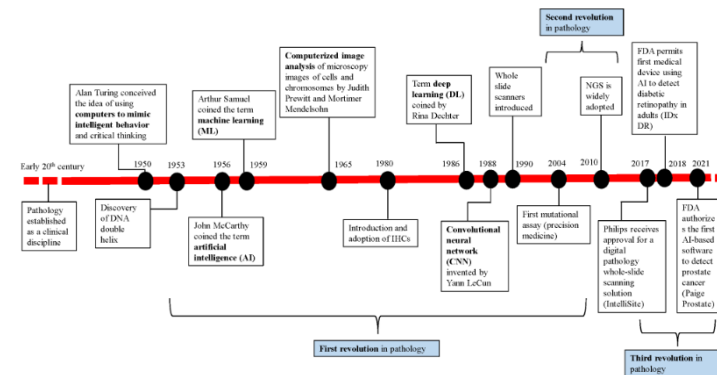 Second revolution
in pathology
Computerized image
analysis of microscopy
images of cells and
chromosomes by Judith
Prewitt and Mortimer
Mendelsohn
FDA permits
first medical
device using
AI to detect
diabetic
retinopathy in
adults (IDx
DR)
Alan Turing conceived
the idea of using
computers to mimic
intelligent behavior
and critical thinking
Arthur Samuel
coined the term
machine learning
(ML)
Term deep
learning (DL)
coined by
Rina Dechter
Whole
slide
scanners
introduced
NGS is
widely
adopted
Early 20th century
1950
1953
1956
1959
1965
1980
1986
1988
1990
2004
2010
2017
2018
2021
Pathology
established
as a clinical
discipline
Discovery
of DNA
double
helix
John McCarthy
coined the term
artificial
intelligence (AI)
Introduction and
adoption of IHCs
Convolutional
neural
network
(CNN)
invented by
Yann LeCun
First mutational
assay (precision
medicine)
Philips receives
approval for a
digital
pathology
whole-slide
scanning
solution
(IntelliSite)
FDA
authorize
s the first
AI-based
software
to detect
prostate
cancer
(Paige
Prostate)
First revolution in pathology
Third revolution in
pathology